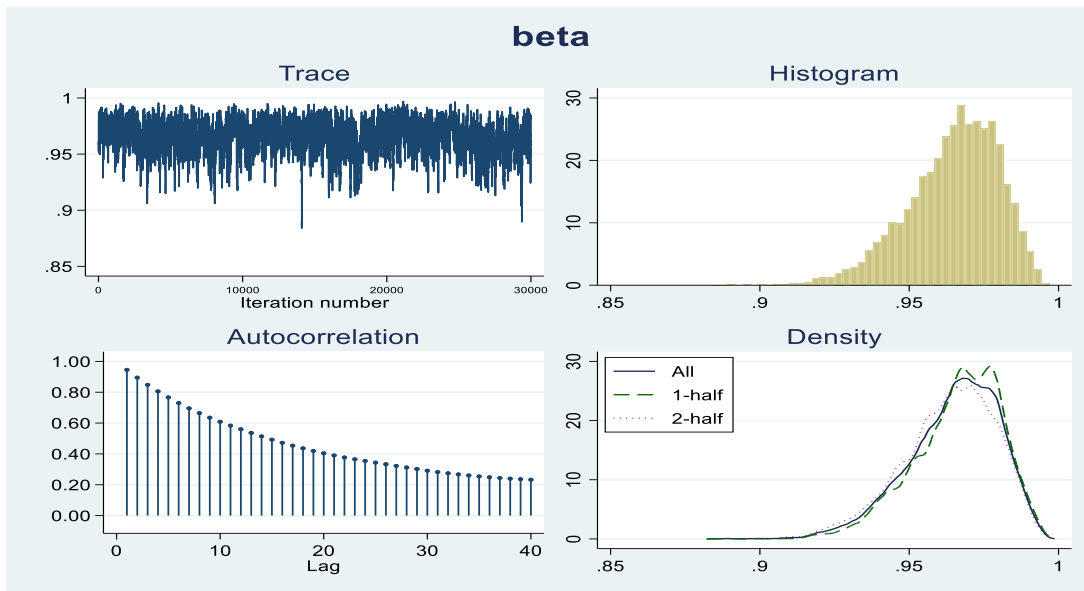 beta
Trace
1
.95
.9
.85
0 10000 20000 30000
Iteration number
Histogram
30
20
10
0
.85 .9 .95 1
Autocorrelation
1.00
0.80
0.60
0.40
0.20
0.00
0 10 20 30 40
Lag
Density
30
20
10
0
All
1-half
2-half
.85 .9 .95 1